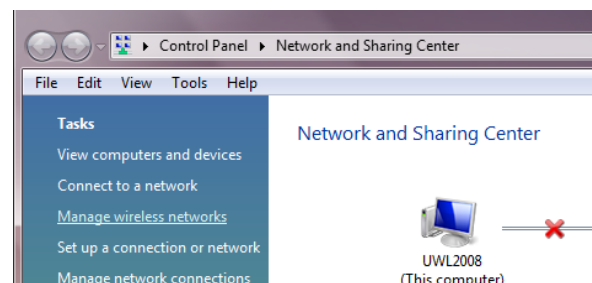 Control Panel Network and Sharing Center
File Edit View Tools Help
Tasks
View computers and devices
Connect to a network
Manage wireless networks
Set up a connection or network
Manage network connections
Network and Sharing Center
UWL2008
(This computer)